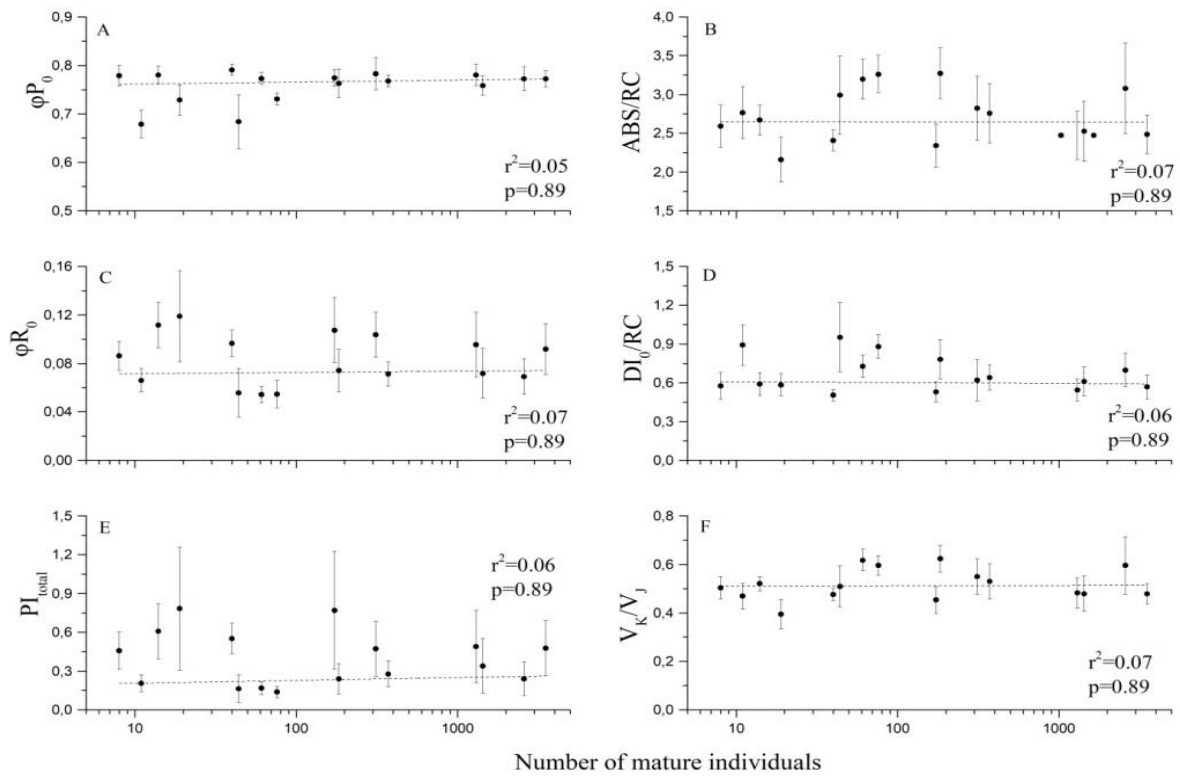 A
φP0
0,9
0,8
0,7
0,6
0,5
10
100
1000
r2=0.05
p=0.89
B
ABS/RC
4,0
3,5
3,0
2,5
2,0
1,5
10
100
1000
r2=0.07
p=0.89
C
φR0
0,16
0,12
0,08
0,04
0,00
r2=0.07
p=0.89
D
DI0/RC
1,5
1,2
0,9
0,6
0,3
0,0
r2=0.06
p=0.89
E
PItotal
1,5
1,2
0,9
0,6
0,3
0,0
10
100
1000
r2=0.06
p=0.89
F
VK/VJ
0,8
0,6
0,4
0,2
0,0
10
100
1000
r2=0.07
p=0.89
Number of mature individuals